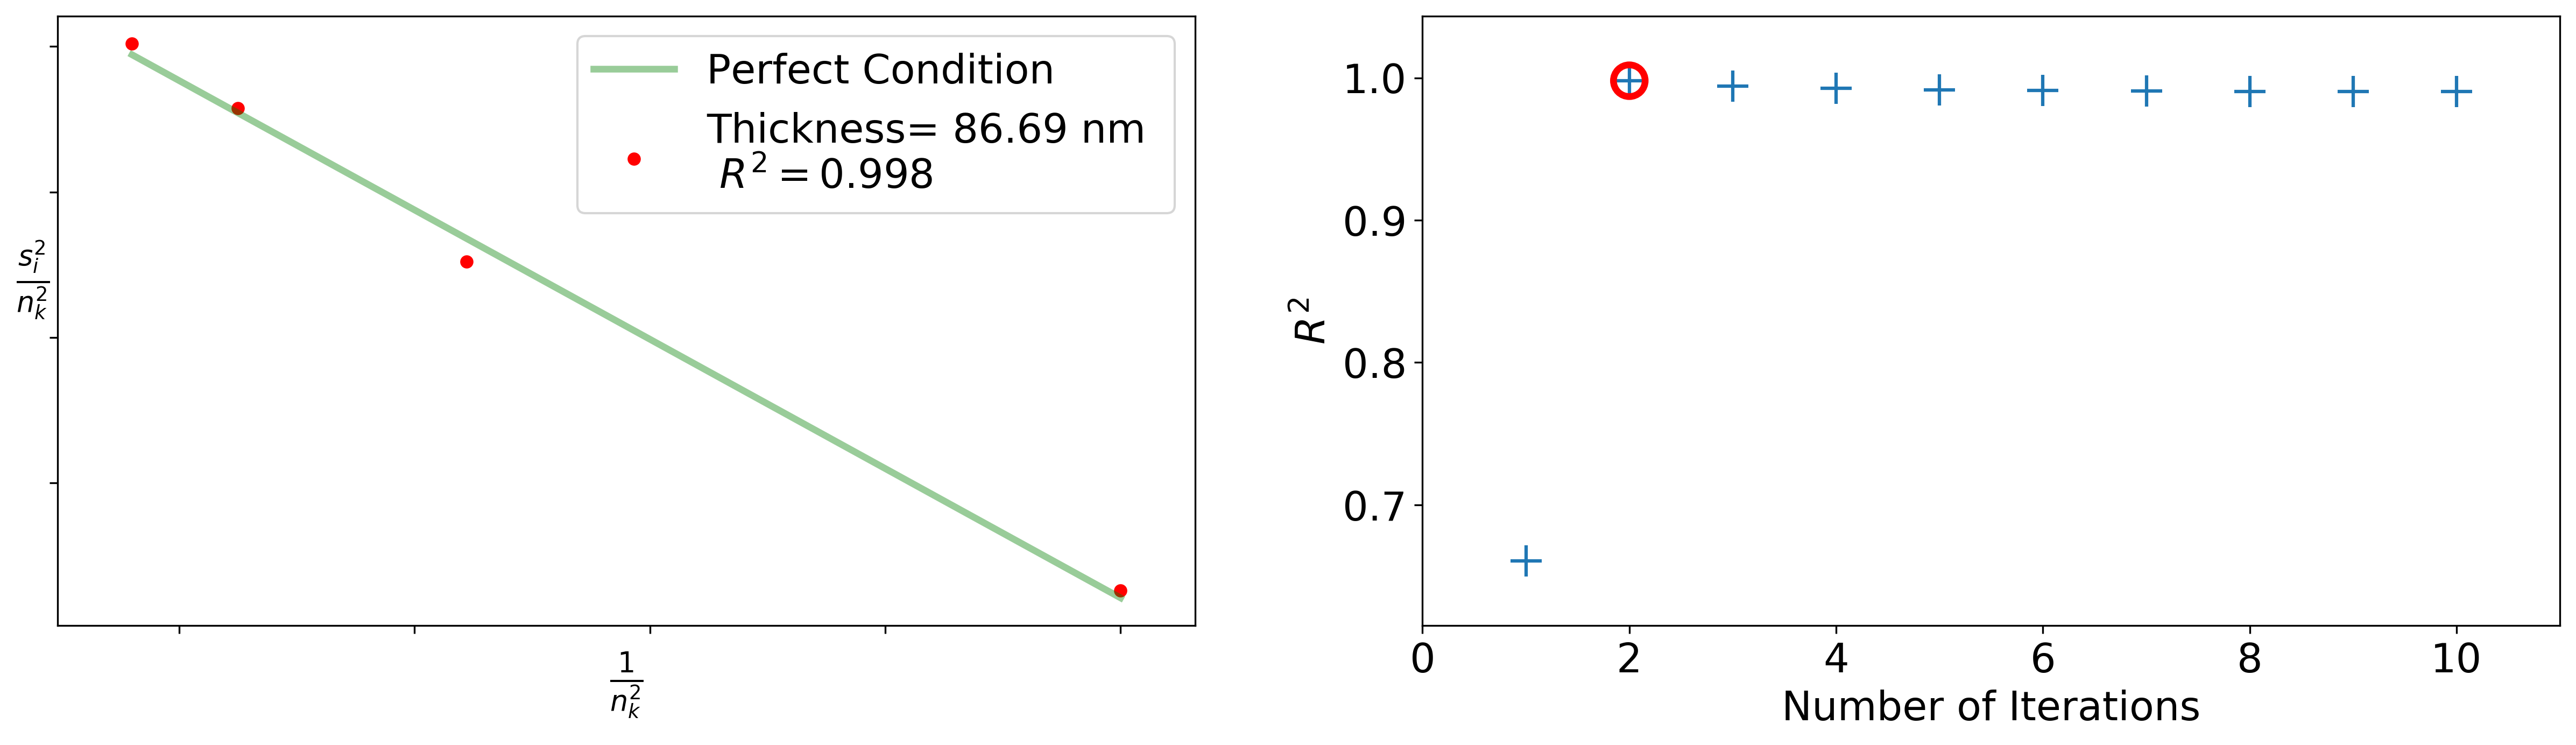 Perfect Condition
Thickness= 86.69 nm
R² = 0.998
s_i²/n_k²
1/n_k²
1.0
0.9
0.8
0.7
R²
0 2 4 6 8 10
Number of Iterations